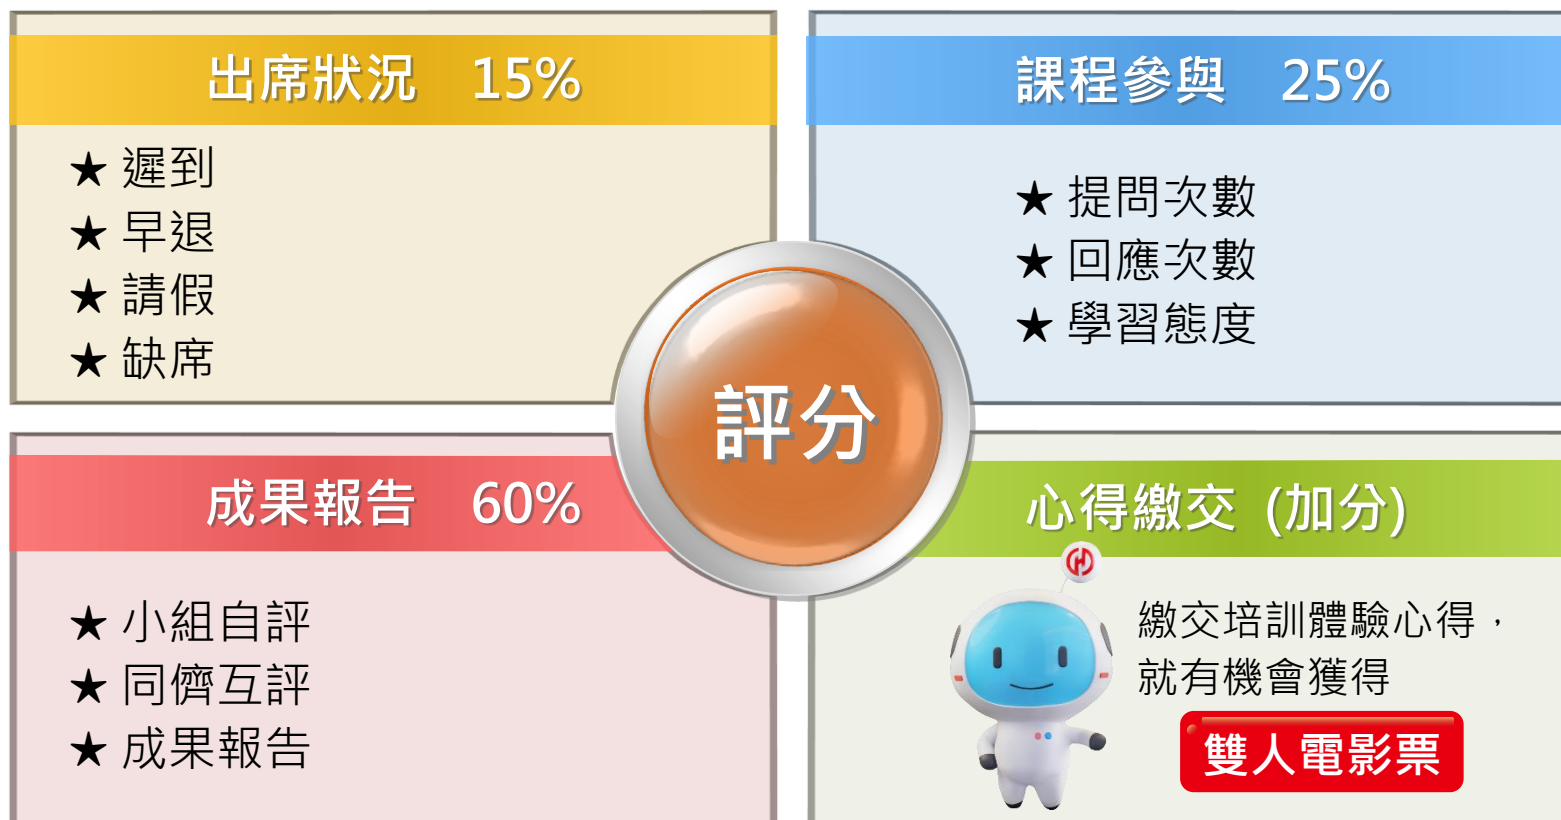 出席狀況 15%
★ 遲到
★ 早退
★ 請假
★ 缺席
課程參與 25%
★ 提問次數
★ 回應次數
★ 學習態度
評分
成果報告 60%
★ 小組自評
★ 同儕互評
★ 成果報告
心得繳交 (加分)
繳交培訓體驗心得，
就有機會獲得
雙人電影票